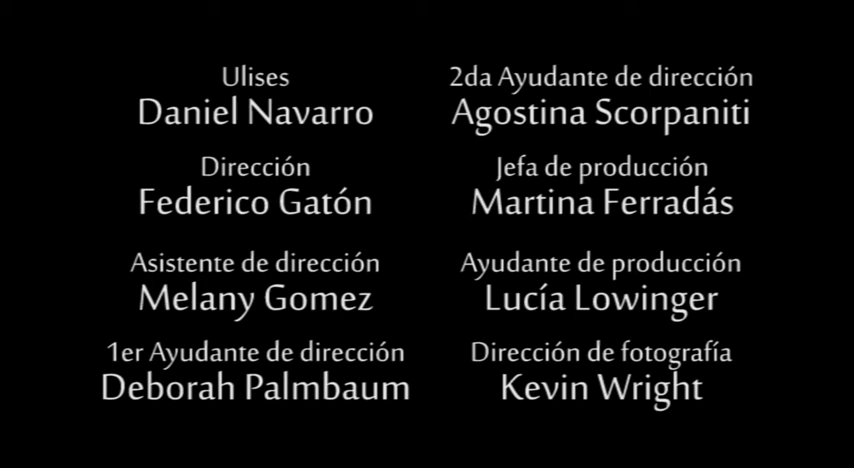 Ulises
Daniel Navarro
Dirección
Federico Gatón
Asistente de dirección
Melany Gomez
1er Ayudante de dirección
Deborah Palmbaum
2da Ayudante de dirección
Agostina Scorpaniti
Jefa de producción
Martina Ferradás
Ayudante de producción
Lucía Lowinger
Dirección de fotografía
Kevin Wright